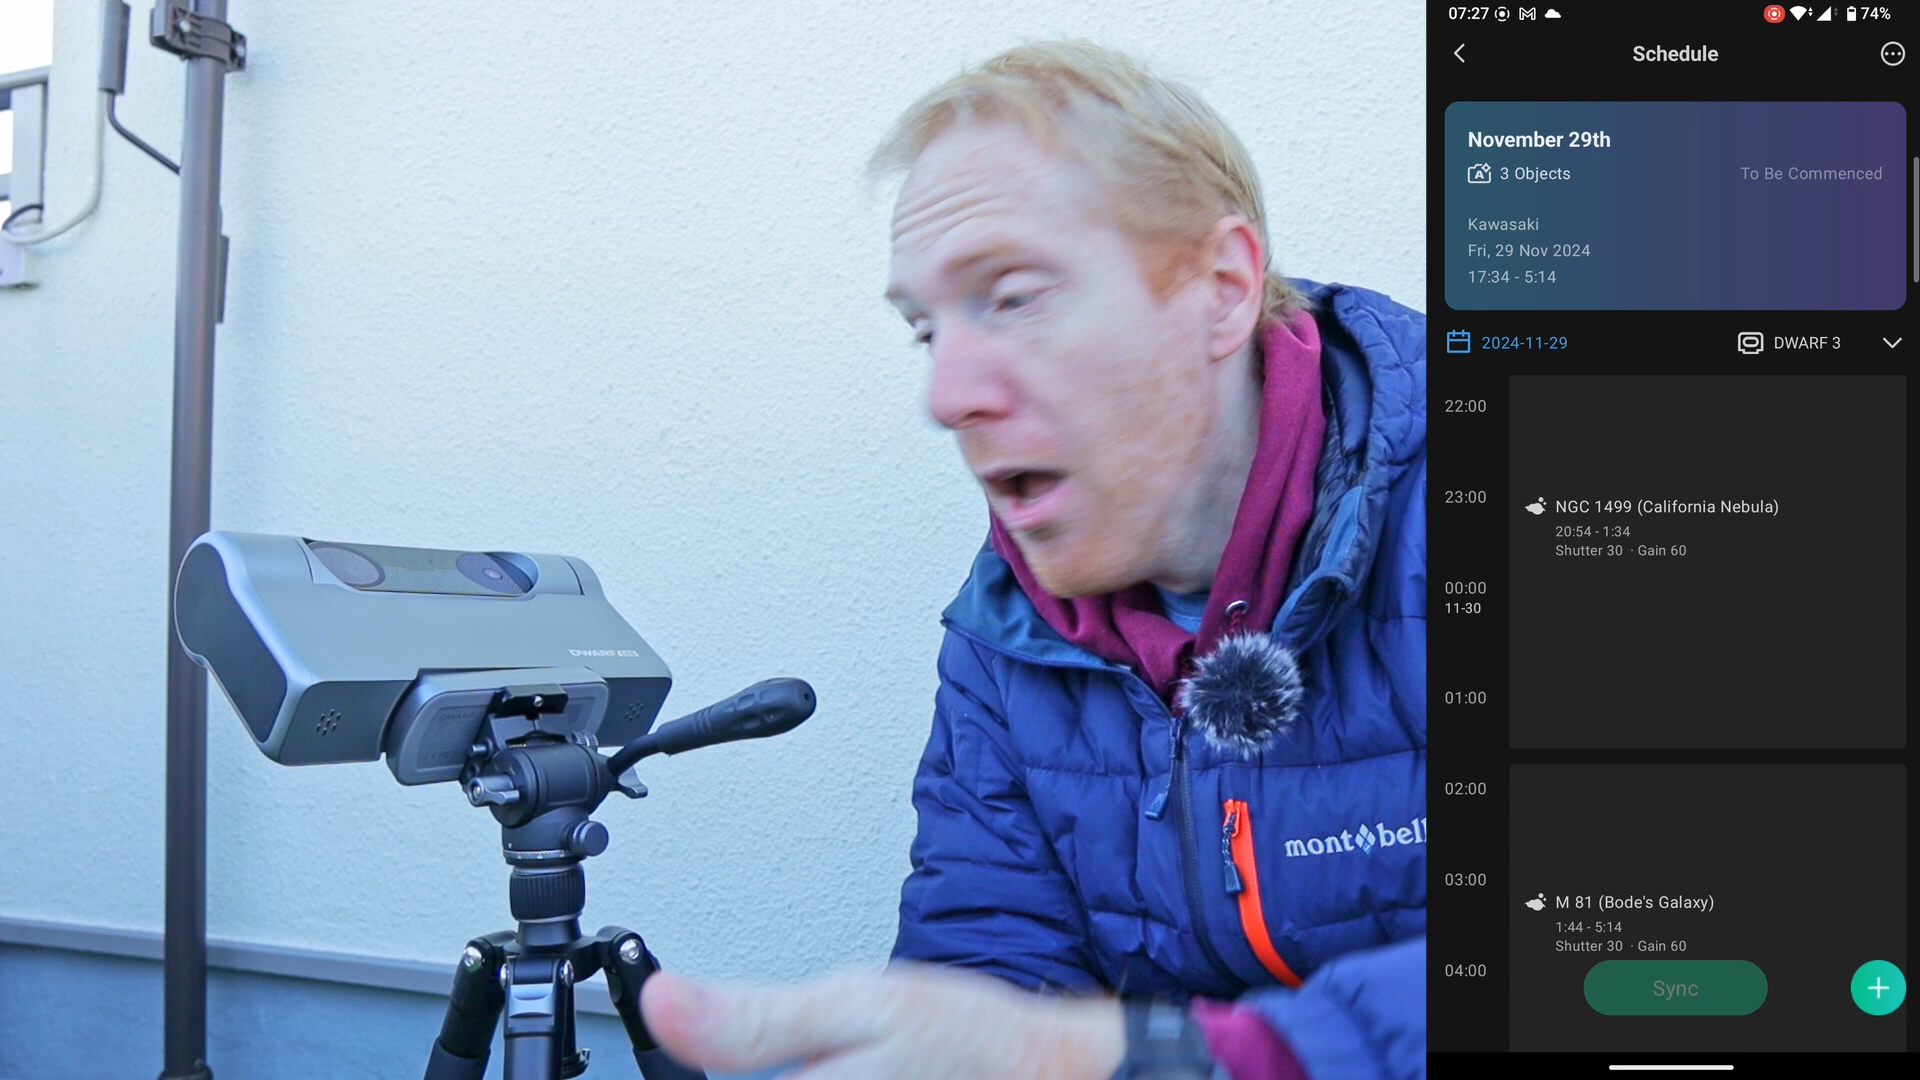 DWARF
mont bell
07:27
74%
Schedule
November 29th
3 Objects
To Be Commenced
Kawasaki
Fri, 29 Nov 2024
17:34 - 5:14
2024-11-29
DWARF 3
22:00
23:00
NGC 1499 (California Nebula)
20:54 - 1:34
Shutter 30 · Gain 60
00:00
11-30
01:00
02:00
03:00
M 81 (Bode's Galaxy)
1:44 - 5:14
Shutter 30 · Gain 60
04:00
Sync